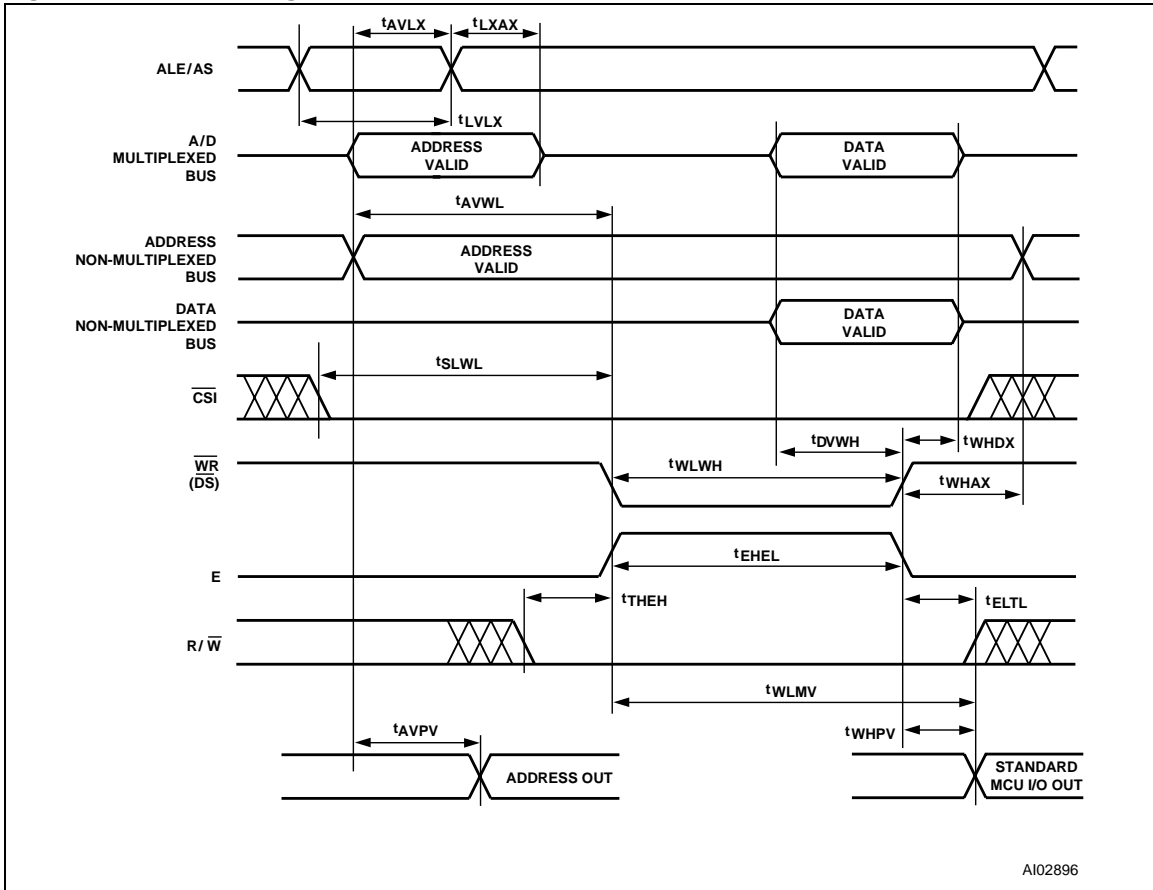 tAVLX tLXAX
ALE/AS
tLVLX
A/D
MULTIPLEXED
BUS
ADDRESS
VALID
DATA
VALID
tAVWL
ADDRESS
NON-MULTIPLEXED
BUS
ADDRESS
VALID
DATA
NON-MULTIPLEXED
BUS
DATA
VALID
tSLWL
CSI
tDVWH tWHDX
WR
(DS)
tWLWH
tWHAX
tEHEL
E
tTHEH
tELTL
R/ W
tWLMV
tAVPV
tWHPV
ADDRESS OUT
STANDARD
MCU I/O OUT
AI02896